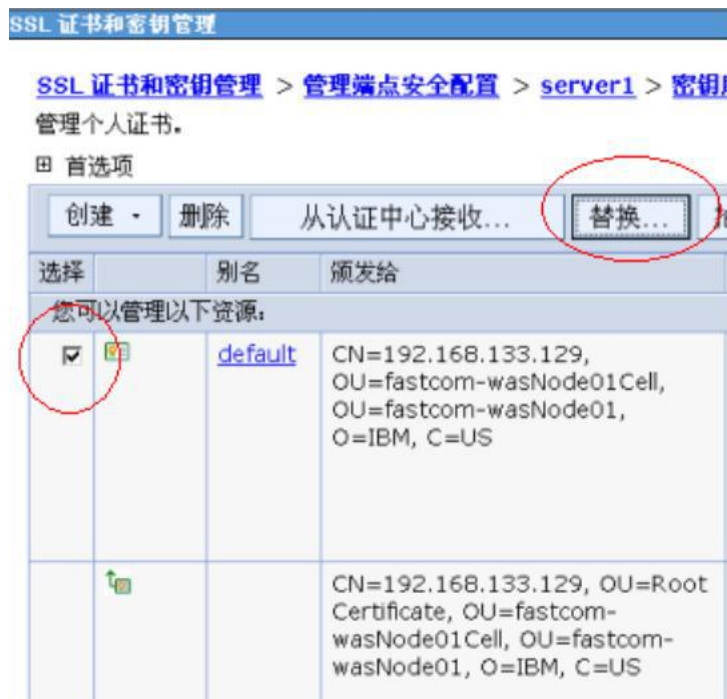 SSL 证书和密钥管理
SSL 证书和密钥管理 > 管理端点安全配置 > server1 > 密钥
管理个人证书。
首选项
创建 删除 从认证中心接收... 替换...
选择 别名 颁发给
您可以管理以下资源:
default CN=192.168.133.129,
OU=fastcom-wasNode01Cell,
OU=fastcom-wasNode01,
O=IBM, C=US
CN=192.168.133.129, OU=Root
Certificate, OU=fastcom-
wasNode01Cell, OU=fastcom-
wasNode01, O=IBM, C=US